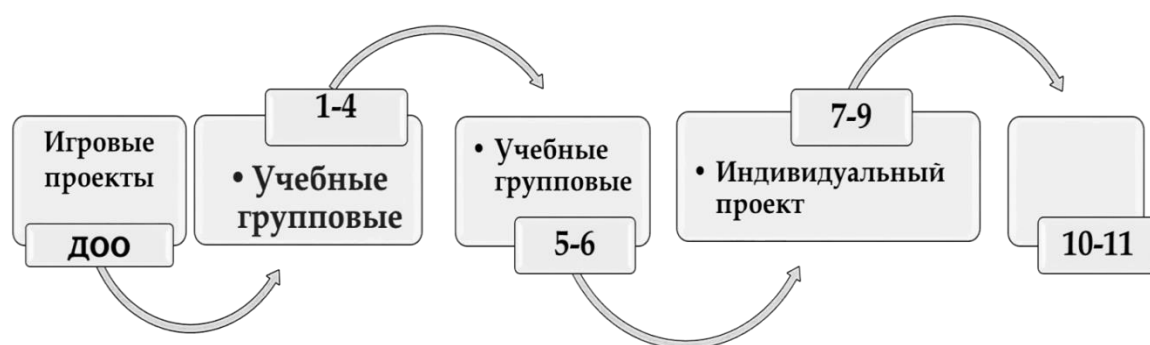 Игровые
проекты
ДОО
1-4
• Учебные
групповые
• Учебные
групповые
5-6
7-9
• Индивидуальный
проект
10-11